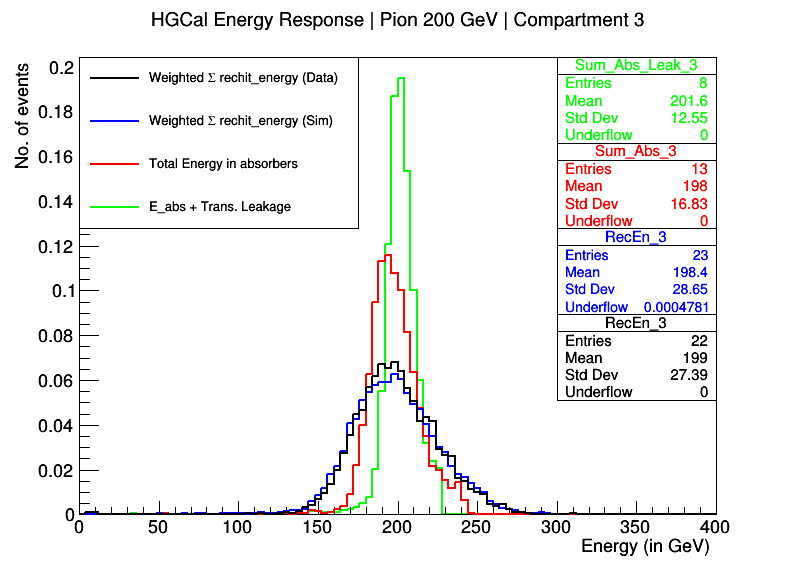 HGCal Energy Response | Pion 200 GeV | Compartment 3
No. of events
0.2
0.18
0.16
0.14
0.12
0.1
0.08
0.06
0.04
0.02
0
Weighted Σ rechit_energy (Data)
Weighted Σ rechit_energy (Sim)
Total Energy in absorbers
E_abs + Trans. Leakage
Sum_Abs_Leak_3
Entries 8
Mean 201.6
Std Dev 12.55
Underflow 0
Sum_Abs_3
Entries 13
Mean 198
Std Dev 16.83
Underflow 0
RecEn_3
Entries 23
Mean 198.4
Std Dev 28.65
Underflow 0.0004781
RecEn_3
Entries 22
Mean 199
Std Dev 27.39
Underflow 0
0 50 100 150 200 250 300 350 400
Energy (in GeV)